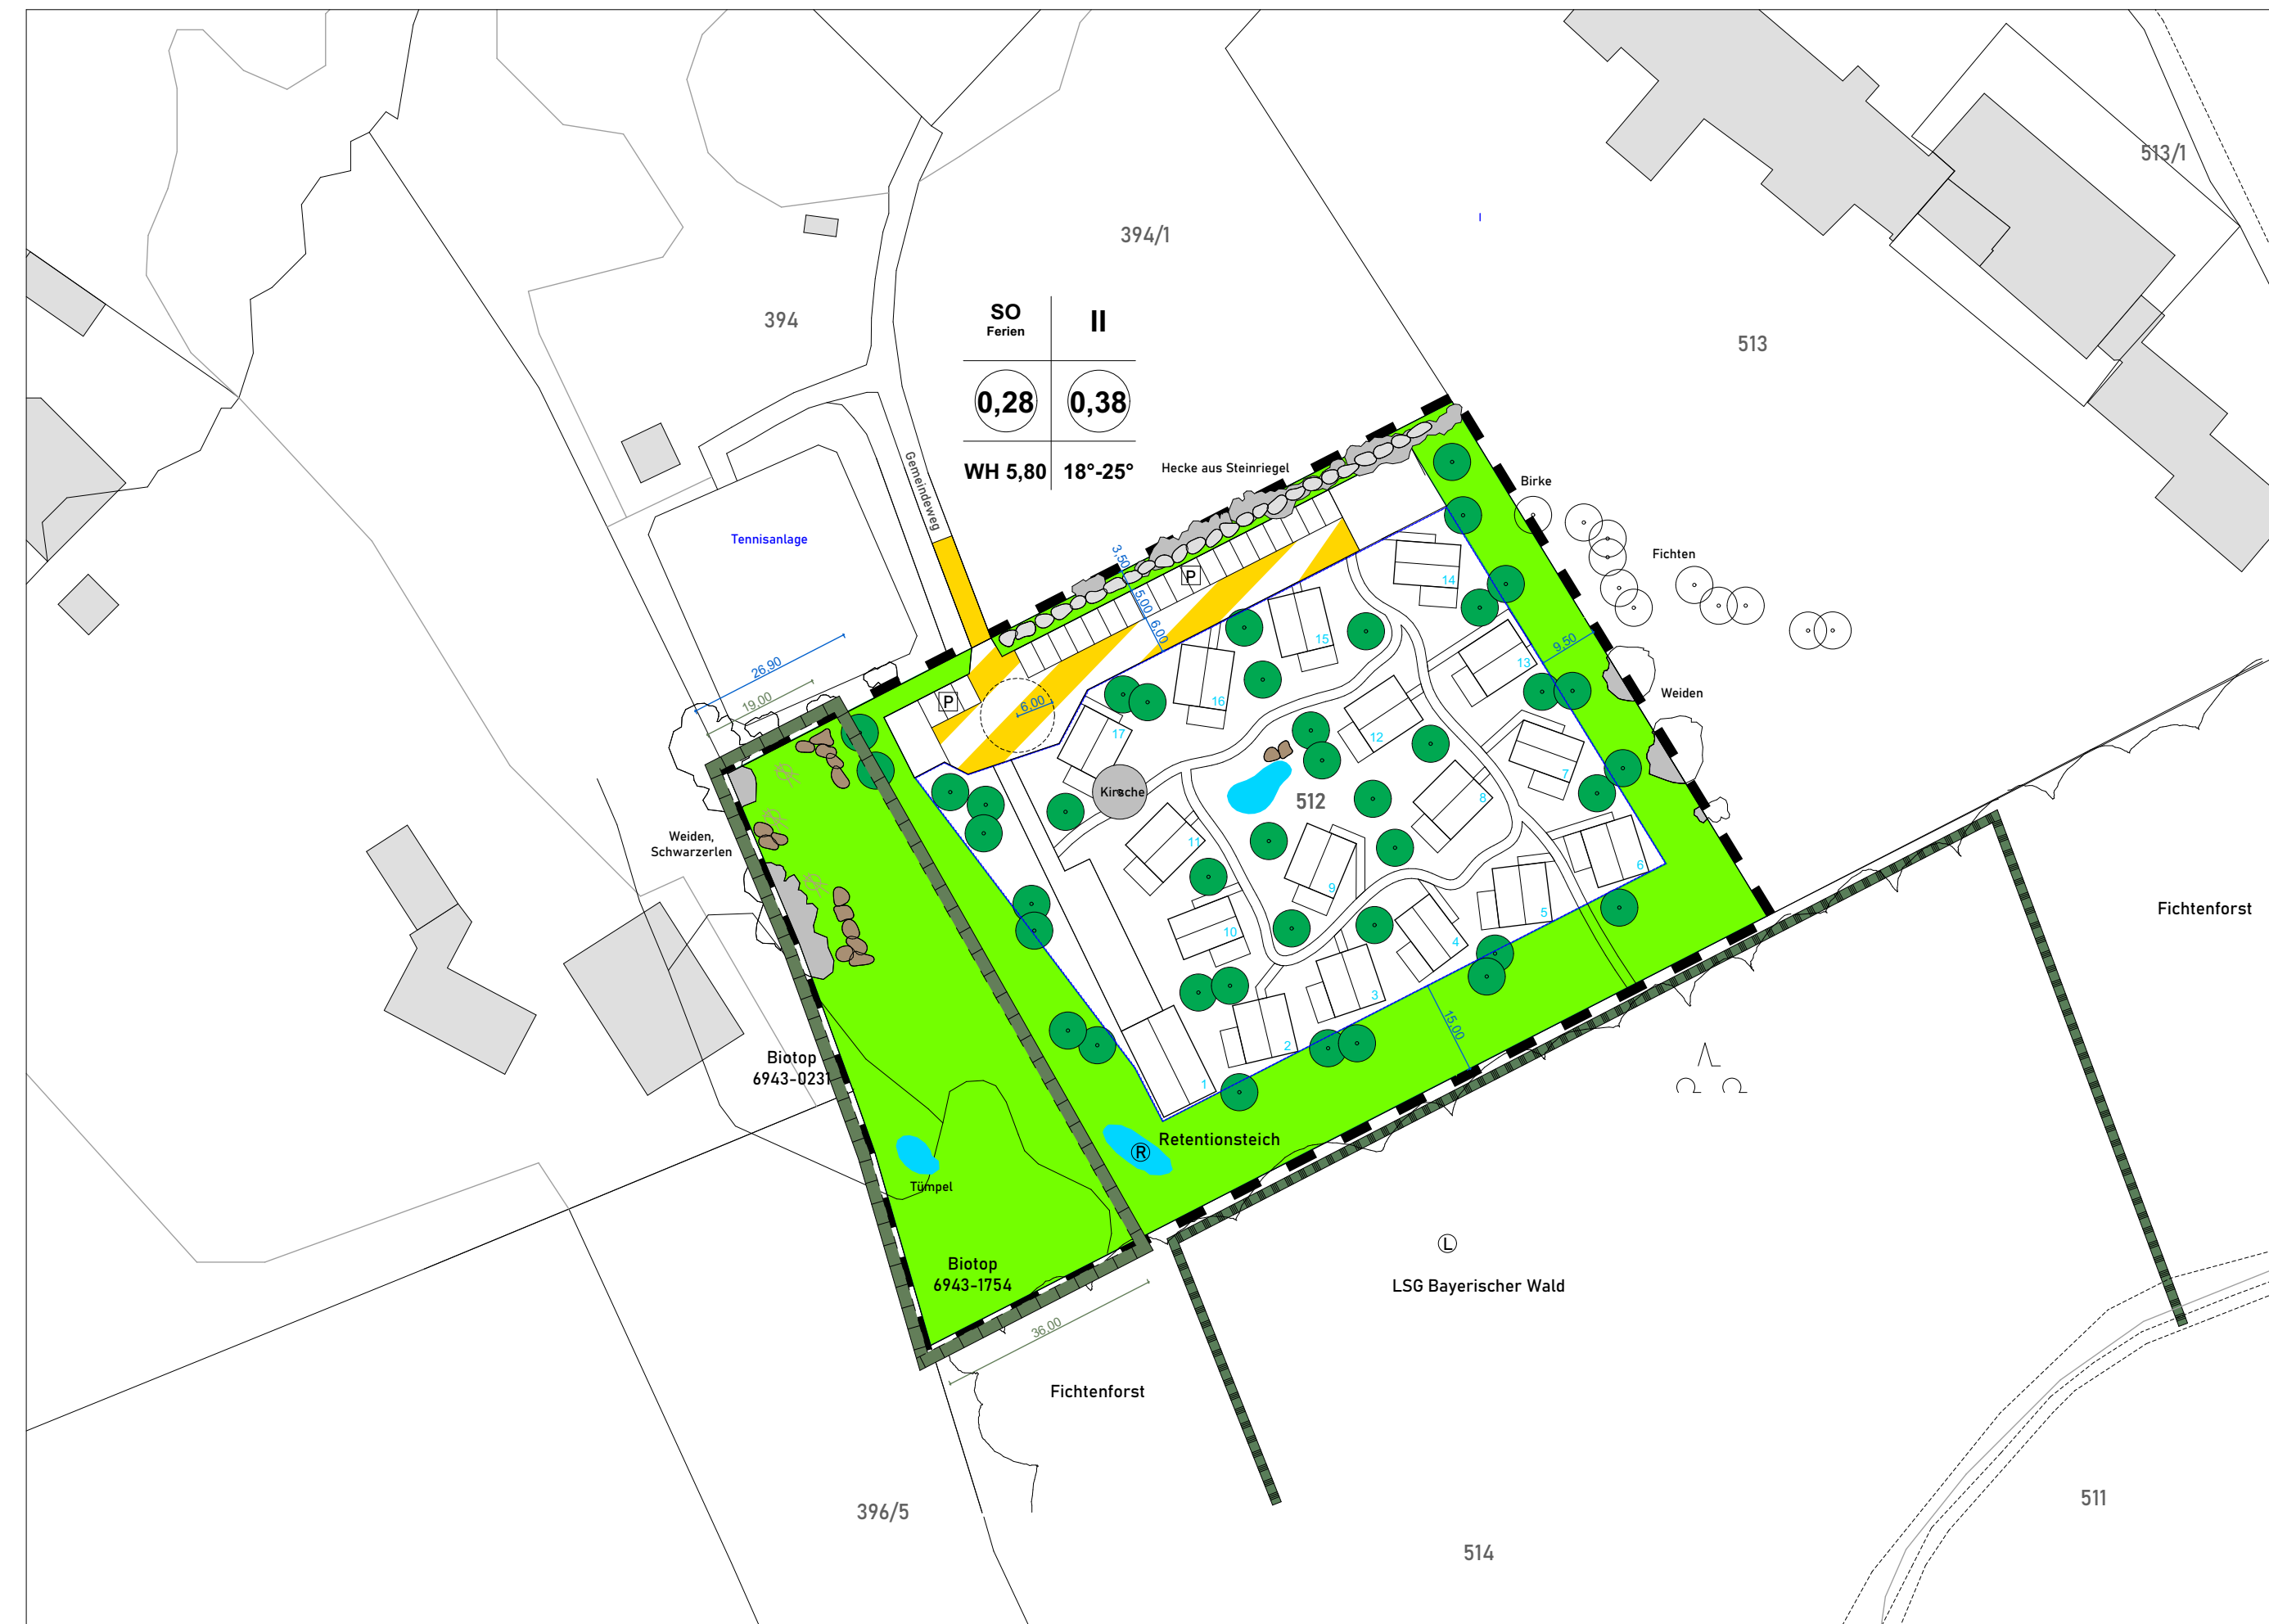 513/1
394/1
394
SO
Ferien
II
513
0,28
0,38
WH 5,80
18°-25°
Hecke aus Steinriegel
Gemeindeweg
Birke
Tennisanlage
Fichten
3,50
5,00
6,00
P
14
15
13
9,50
26,90
19,00
P
6,00
16
17
12
Weiden
7
Kirsche
512
8
Weiden,
Schwarzerlen
11
6
9
10
5
4
Fichtenforst
3
15,00
2
1
Biotop
6943-0231
Retentionsteich
R
Tümpel
L
Biotop
6943-1754
LSG Bayerischer Wald
36,00
Fichtenforst
396/5
514
511